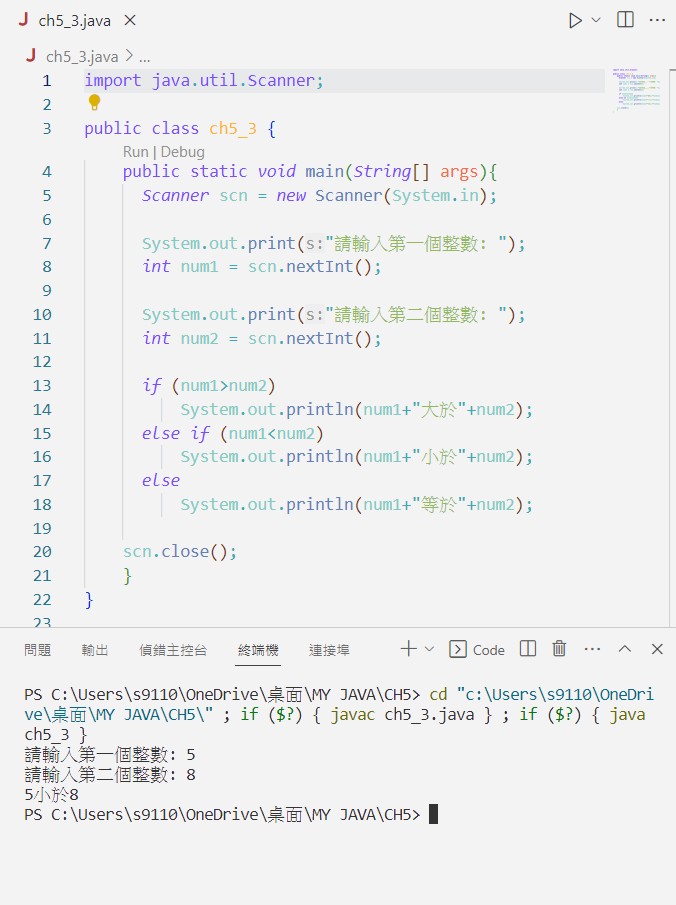 J ch5_3.java ×
J ch5_3.java > ...
1 import java.util.Scanner;
2
3 public class ch5_3 {
Run | Debug
4 public static void main(String[] args){
5 Scanner scn = new Scanner(System.in);
6
7 System.out.print(s:"請輸入第一個整數: ");
8 int num1 = scn.nextInt();
9
10 System.out.print(s:"請輸入第二個整數: ");
11 int num2 = scn.nextInt();
12
13 if (num1>num2)
14 System.out.println(num1+"大於"+num2);
15 else if (num1<num2)
16 System.out.println(num1+"小於"+num2);
17 else
18 System.out.println(num1+"等於"+num2);
19
20 scn.close();
21 }
22 }
23
問題 輸出 偵錯主控台 終端機 連接埠 Code
PS C:\Users\s9110\OneDrive\桌面\MY JAVA\CH5> cd "c:\Users\s9110\OneDri
ve\桌面\MY JAVA\CH5\" ; if ($?) { javac ch5_3.java } ; if ($?) { java
ch5_3 }
請輸入第一個整數: 5
請輸入第二個整數: 8
5小於8
PS C:\Users\s9110\OneDrive\桌面\MY JAVA\CH5>